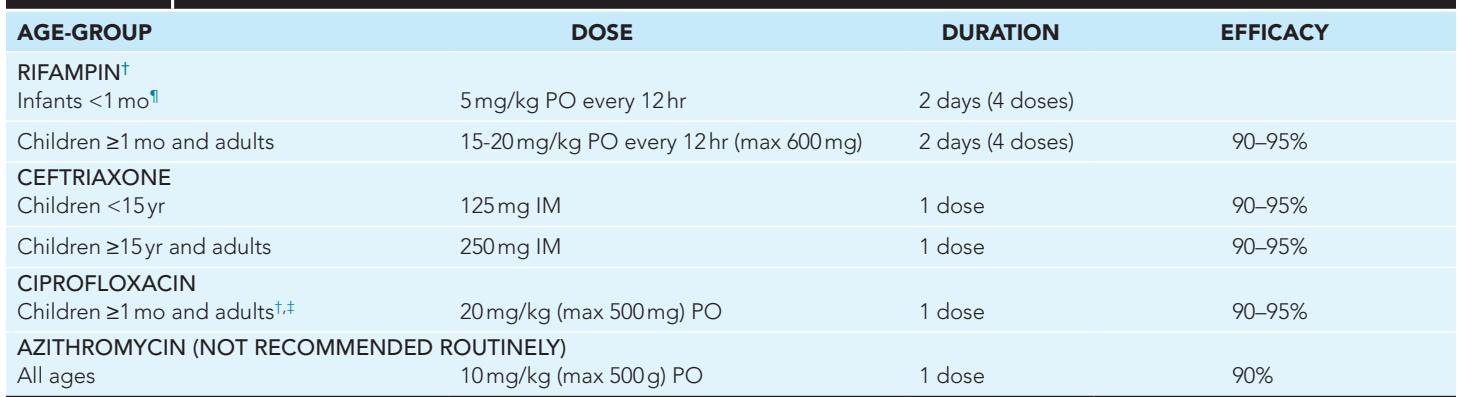 AGE-GROUP DOSE DURATION EFFICACY
RIFAMPIN†
Infants <1 mo¶ 5 mg/kg PO every 12 hr 2 days (4 doses)
Children ≥1 mo and adults 15-20 mg/kg PO every 12 hr (max 600 mg) 2 days (4 doses) 90–95%
CEFTRIAXONE
Children <15 yr 125 mg IM 1 dose 90–95%
Children ≥15 yr and adults 250 mg IM 1 dose 90–95%
CIPROFLOXACIN
Children ≥1 mo and adults†,‡ 20 mg/kg (max 500 mg) PO 1 dose 90–95%
AZITHROMYCIN (NOT RECOMMENDED ROUTINELY)
All ages 10 mg/kg (max 500 g) PO 1 dose 90%